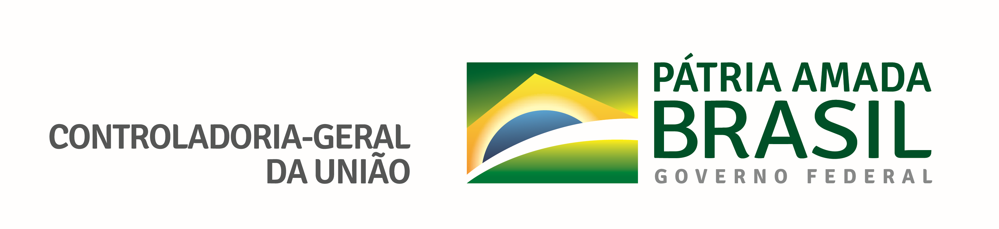 CONTROLADORIA-GERAL
DA UNIÃO
PÁTRIA AMADA
BRASIL
GOVERNO FEDERAL